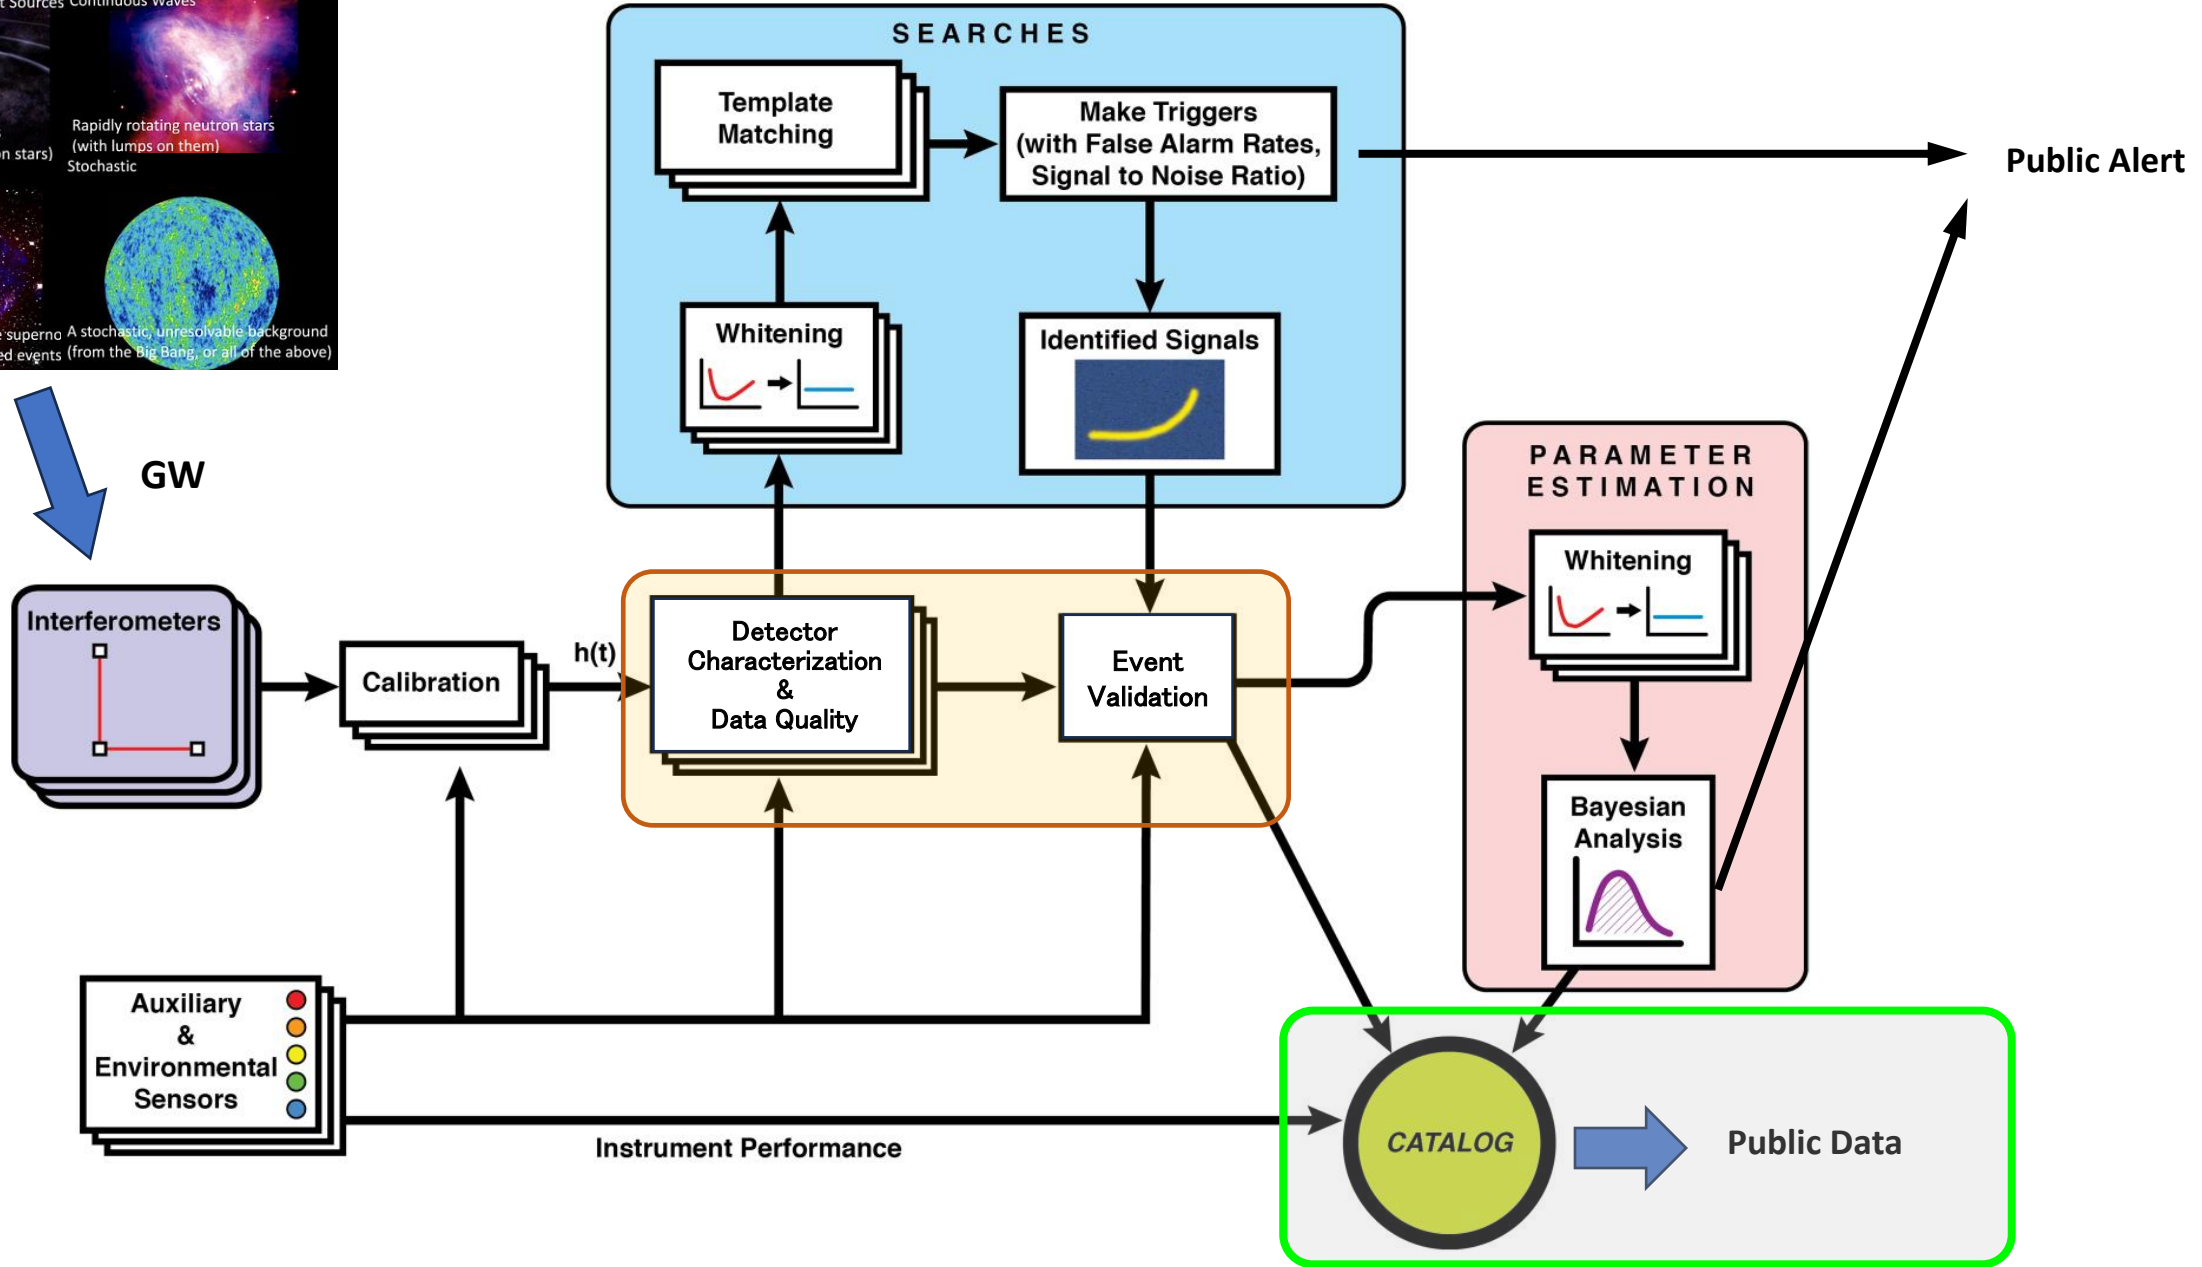 t Sources
Continuous Waves
Rapidly rotating neutron stars
(with lumps on them)
n stars)
Stochastic
e superno
ed events
A stochastic, unresolvable background
(from the Big Bang, or all of the above)
GW
SEARCHES
Template
Matching
Make Triggers
(with False Alarm Rates,
Signal to Noise Ratio)
Public Alert
Whitening
Identified Signals
PARAMETER
ESTIMATION
Whitening
Interferometers
Calibration
h(t)
Detector
Characterization
&
Data Quality
Event
Validation
Bayesian
Analysis
Auxiliary
&
Environmental
Sensors
Instrument Performance
CATALOG
Public Data